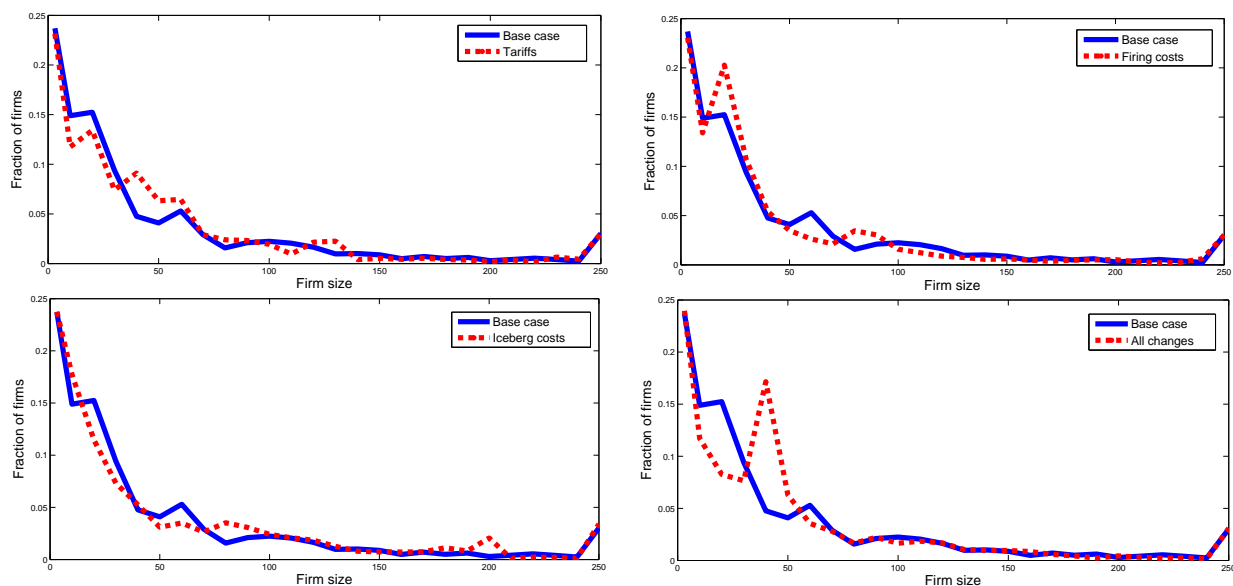 0.25
0.2
0.15
0.1
0.05
0
0 50 100 150 200 250
Fraction of firms
Firm size
Base case
Tariffs
0.25
0.2
0.15
0.1
0.05
0
0 50 100 150 200 250
Fraction of firms
Firm size
Base case
Firing costs
0.25
0.2
0.15
0.1
0.05
0
0 50 100 150 200 250
Fraction of firms
Firm size
Base case
Iceberg costs
0.25
0.2
0.15
0.1
0.05
0
0 50 100 150 200 250
Fraction of firms
Firm size
Base case
All changes